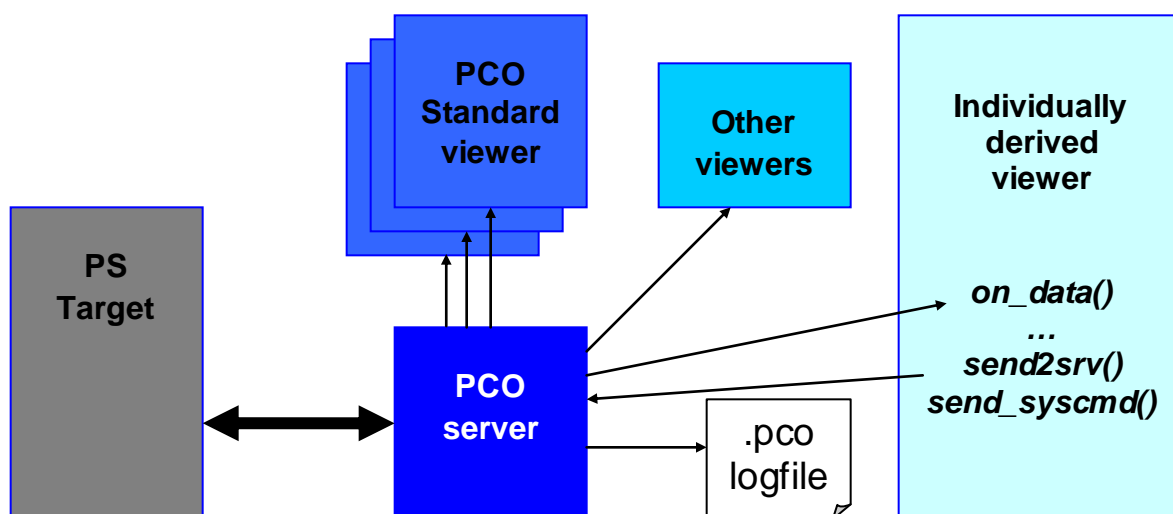 PCO
Standard
viewer
Other
viewers
Individually
derived
viewer
PS
Target
on_data()
...
send2srv()
send_syscmd()
PCO
server
.pco
logfile